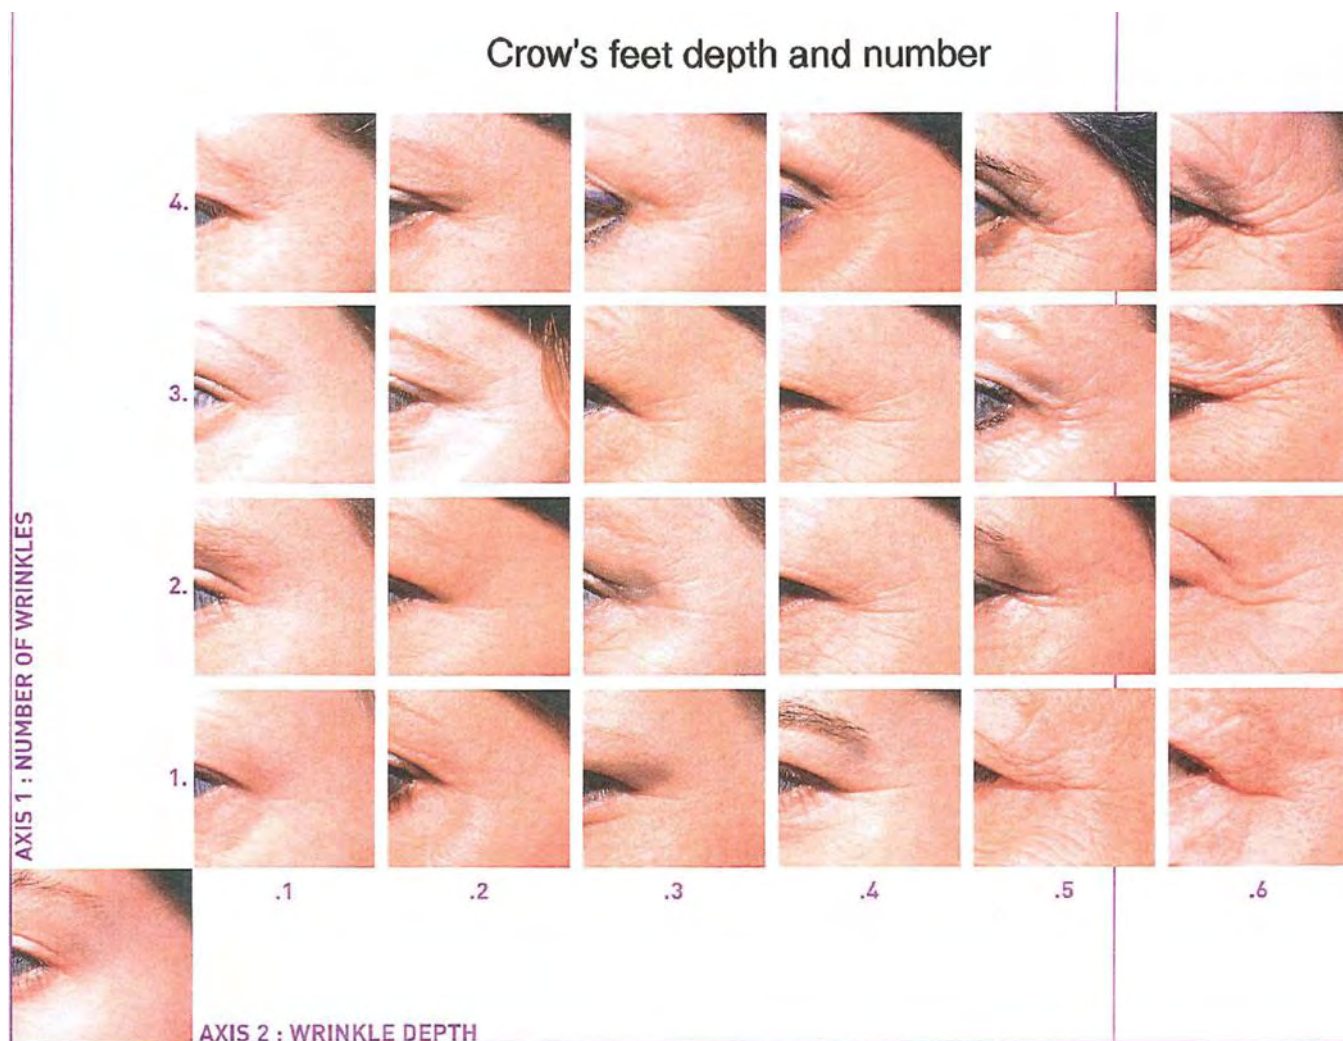 Crow's feet depth and number
4.
3.
2.
1.
AXIS 1 : NUMBER OF WRINKLES
.1 .2 .3 .4 .5 .6
AXIS 2 : WRINKLE DEPTH